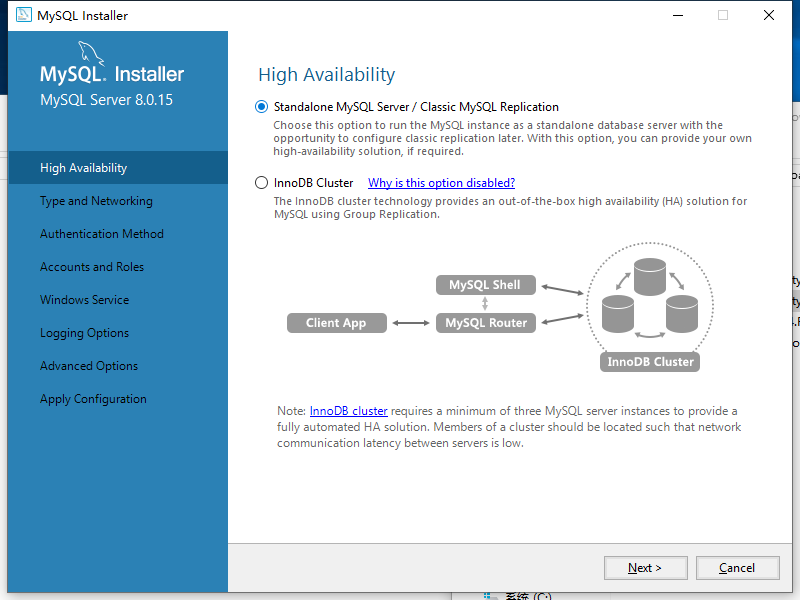 MySQL Installer
MySQL. Installer
MySQL Server 8.0.15
High Availability
Type and Networking
Authentication Method
Accounts and Roles
Windows Service
Logging Options
Advanced Options
Apply Configuration
High Availability
Standalone MySQL Server / Classic MySQL Replication
Choose this option to run the MySQL instance as a standalone database server with the
opportunity to configure classic replication later. With this option, you can provide your own
high-availability solution, if required.
InnoDB Cluster Why is this option disabled?
The InnoDB cluster technology provides an out-of-the-box high availability (HA) solution for
MySQL using Group Replication.
MySQL Shell
Client App
MySQL Router
InnoDB Cluster
Note: InnoDB cluster requires a minimum of three MySQL server instances to provide a
fully automated HA solution. Members of a cluster should be located such that network
communication latency between servers is low.
Next >
Cancel
系统 (C:)